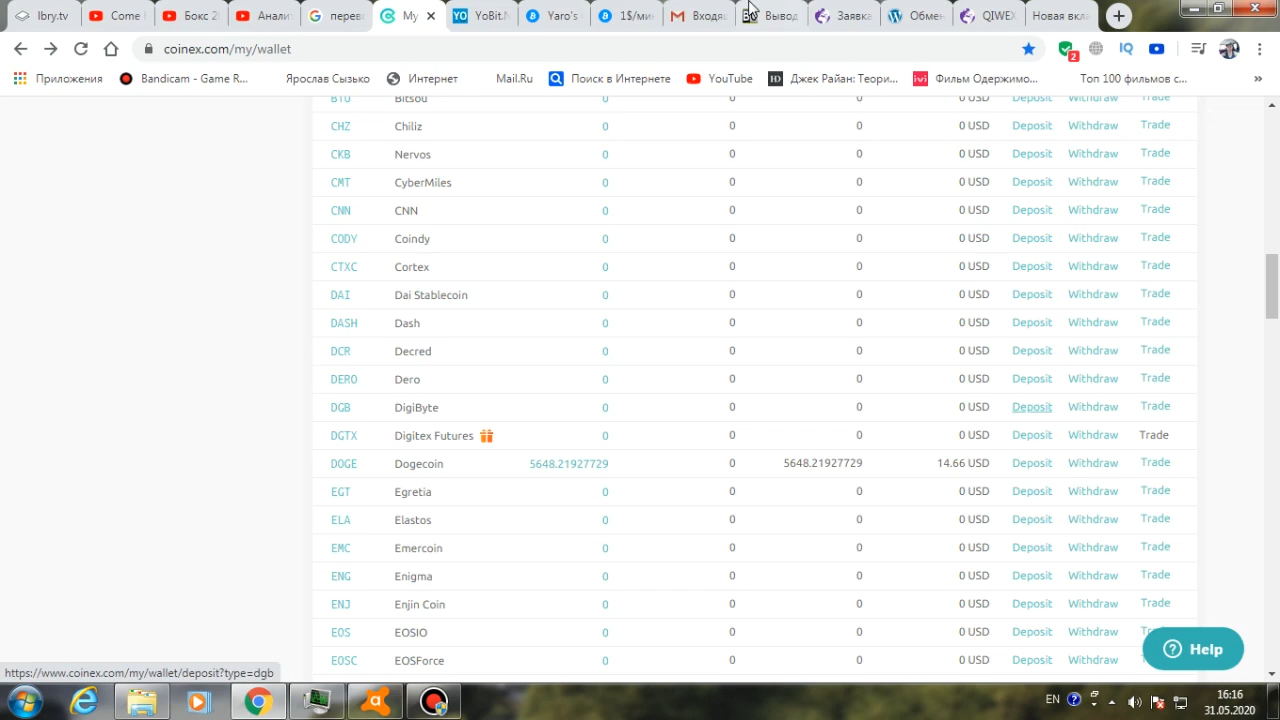 lbry.tv
Come
Бокс 2
Анали
перев
My
YoBit
Yaro's
1$/ми
Входя
Вывод
Заявка
Обмен
QIWEX
Новая вкл
coinex.com/my/wallet
2
Приложения
Bandicam - Game R...
Ярослав Сызько
Интернет
Mail.Ru
Поиск в Интернете
YouTube
Джек Райан: Теори...
Фильм Одержимо...
Топ 100 фильмов с...
»
BTU Bitsou 0 0 0 0 USD Deposit Withdraw Trade
CHZ Chiliz 0 0 0 0 USD Deposit Withdraw Trade
CKB Nervos 0 0 0 0 USD Deposit Withdraw Trade
CMT CyberMiles 0 0 0 0 USD Deposit Withdraw Trade
CNN CNN 0 0 0 0 USD Deposit Withdraw Trade
CODY Coindy 0 0 0 0 USD Deposit Withdraw Trade
CTXC Cortex 0 0 0 0 USD Deposit Withdraw Trade
DAI Dai Stablecoin 0 0 0 0 USD Deposit Withdraw Trade
DASH Dash 0 0 0 0 USD Deposit Withdraw Trade
DCR Decred 0 0 0 0 USD Deposit Withdraw Trade
DERO Dero 0 0 0 0 USD Deposit Withdraw Trade
DGB DigiByte 0 0 0 0 USD Deposit Withdraw Trade
DGTX Digitex Futures 0 0 0 0 USD Deposit Withdraw Trade
DOGE Dogecoin 5648.21927729 0 5648.21927729 14.66 USD Deposit Withdraw Trade
EGT Egretia 0 0 0 0 USD Deposit Withdraw Trade
ELA Elastos 0 0 0 0 USD Deposit Withdraw Trade
EMC Emercoin 0 0 0 0 USD Deposit Withdraw Trade
ENG Enigma 0 0 0 0 USD Deposit Withdraw Trade
ENJ Enjin Coin 0 0 0 0 USD Deposit Withdraw Trade
EOS EOSIO 0 0 0 0 USD Deposit Withdraw
EOSC EOSForce 0 0 0 0 USD Deposit Withdraw
Help
https://www.coinex.com/my/wallet/deposit?type=dgb
EN
16:16
31.05.2020